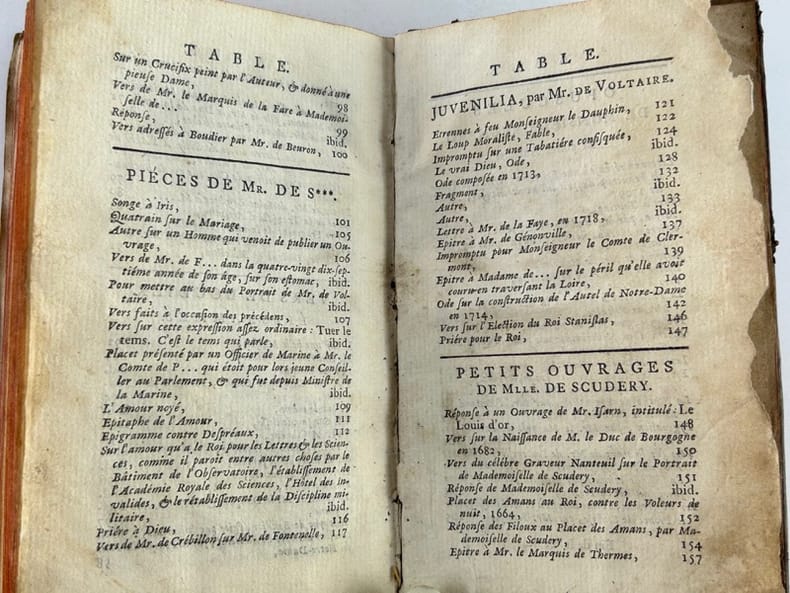 TABLE.
Sur un Crucifix peint par l'Auteur, & donné à une
pieuse Dame, 98
Vers de Mr. le Marquis de la Fare à Mademoi-
selle de . . . 99
Réponse, ibid.
Vers adressés à Boudier par Mr. de Beuron, 100
PIÉCES DE MR. DE S***.
Songe à Iris, 101
Quatrain sur le Mariage, 105
Autre sur un Homme qui venoit de publier un Ou-
vrage, 106
Vers de Mr. de F... dans la quatre-vingt dix-sep-
tiéme année de son âge, sur son estomac, ibid.
Pour mettre au bas du Portrait de Mr. de Vol-
taire, ibid.
Vers faits à l'occasion des précédens, 107
Vers sur cette expression assez ordinaire: Tuer le
tems. C'est le tems qui parle, ibid.
Placet présenté par un Officier de Marine à Mr. le
Comte de P... qui étoit pour lors jeune Conseil-
ler au Parlement, & qui fut depuis Ministre de
la Marine, ibid.
L'Amour noyé, 109
Epitaphe de l'Amour, 111
Epigramme contre Despréaux, 112
Sur l'amour qu'a le Roi pour les Lettres & les Scien-
ces, comme il paroit entre autres choses par le
Bâtiment de l'Observatoire, l'établissement de
l'Académie Royale des Sciences, l'Hôtel des in-
valides, & le rétablissement de la Discipline mi-
litaire, ibid.
Priére à Dieu, 116
Vers de Mr. de Crébillon sur Mr. de Fontenelle, 117
TABLE.
JUVENILIA, par Mr. DE VOLTAIRE.
Etrennes à feu Monseigneur le Dauphin, 121
Le Loup Moraliste, Fable, 122
Impromptu sur une Tabatiére confisquée, 124
Le vrai Dieu, Ode, ibid.
Ode composée en 1713, 128
Fragment, 132
Autre, ibid.
Autre, 133
Lettre à Mr. de la Faye, en 1718, ibid.
Epitre à Mr. de Génonville, 137
Impromptu pour Monseigneur le Comte de Cler-
mont, 139
Epitre à Madame de... sur le péril qu'elle avoit
couru en traversant la Loire, 140
Ode sur la construction de l'Autel de Notre-Dame
en 1714, 142
Vers sur l'Election du Roi Stanislas, 146
Priére pour le Roi, 147
PETITS OUVRAGES
DE MLLE. DE SCUDERY.
Réponse à un Ouvrage de Mr. Isarn, intitulé: Le
Louis d'or, 148
Vers sur la Naissance de M. le Duc de Bourgogne
en 1682, 150
Vers du célébre Graveur Nanteuil sur le Portrait
de Mademoiselle de Scudery, 151
Réponse de Mademoiselle de Scudery, ibid.
Placet des Amans au Roi, contre les Voleurs de
nuit, 1664, 152
Réponse des Filoux au Placet des Amans, par Ma-
demoiselle de Scudery, 154
Epitre à Mr. le Marquis de Thermes, 157